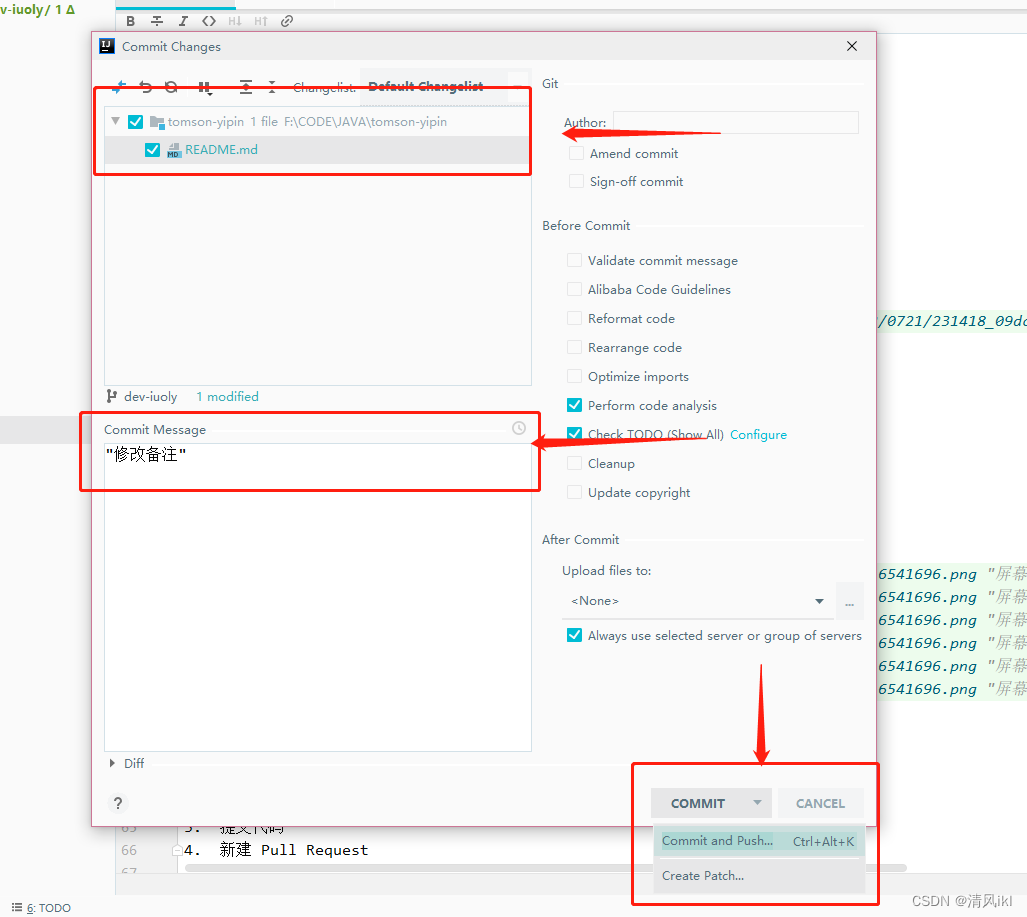 v-iuoly/ 1 Δ
B I <> H↓ H↑
Commit Changes
Changelist: Default Changelist
tomson-yipin 1 file F:\CODE\JAVA\tomson-yipin
README.md
dev-iuoly 1 modified
Commit Message
"修改备注"
Diff
?
Git
Author:
Amend commit
Sign-off commit
Before Commit
Validate commit message
Alibaba Code Guidelines
Reformat code
Rearrange code
Optimize imports
Perform code analysis
Check TODO (Show All) Configure
Cleanup
Update copyright
After Commit
Upload files to:
<None>
...
Always use selected server or group of servers
COMMIT CANCEL
Commit and Push... Ctrl+Alt+K
Create Patch...
/0721/231418_09dc
6541696.png "屏幕
6541696.png "屏幕
6541696.png "屏幕
6541696.png "屏幕
6541696.png "屏幕
6541696.png "屏幕
65 3. 提交代码
66 4. 新建 Pull Request
67
6: TODO
CSDN @清风ikl